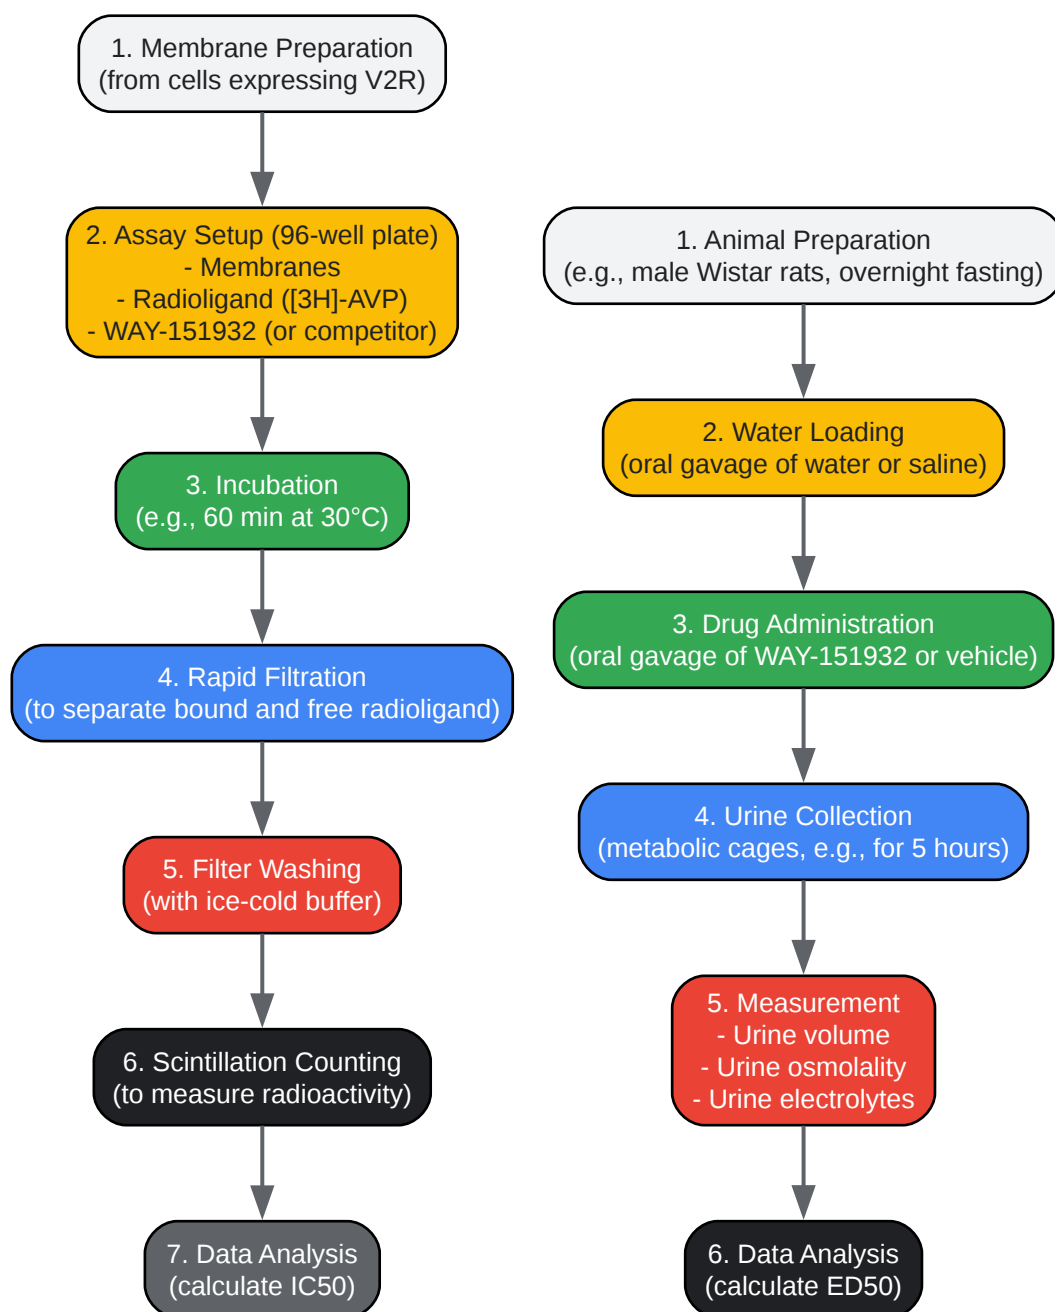 1. Membrane Preparation
(from cells expressing V2R)
2. Assay Setup (96-well plate)
- Membranes
- Radioligand ([3H]-AVP)
- WAY-151932 (or competitor)
3. Incubation
(e.g., 60 min at 30°C)
4. Rapid Filtration
(to separate bound and free radioligand)
5. Filter Washing
(with ice-cold buffer)
6. Scintillation Counting
(to measure radioactivity)
7. Data Analysis
(calculate IC50)
1. Animal Preparation
(e.g., male Wistar rats, overnight fasting)
2. Water Loading
(oral gavage of water or saline)
3. Drug Administration
(oral gavage of WAY-151932 or vehicle)
4. Urine Collection
(metabolic cages, e.g., for 5 hours)
5. Measurement
- Urine volume
- Urine osmolality
- Urine electrolytes
6. Data Analysis
(calculate ED50)